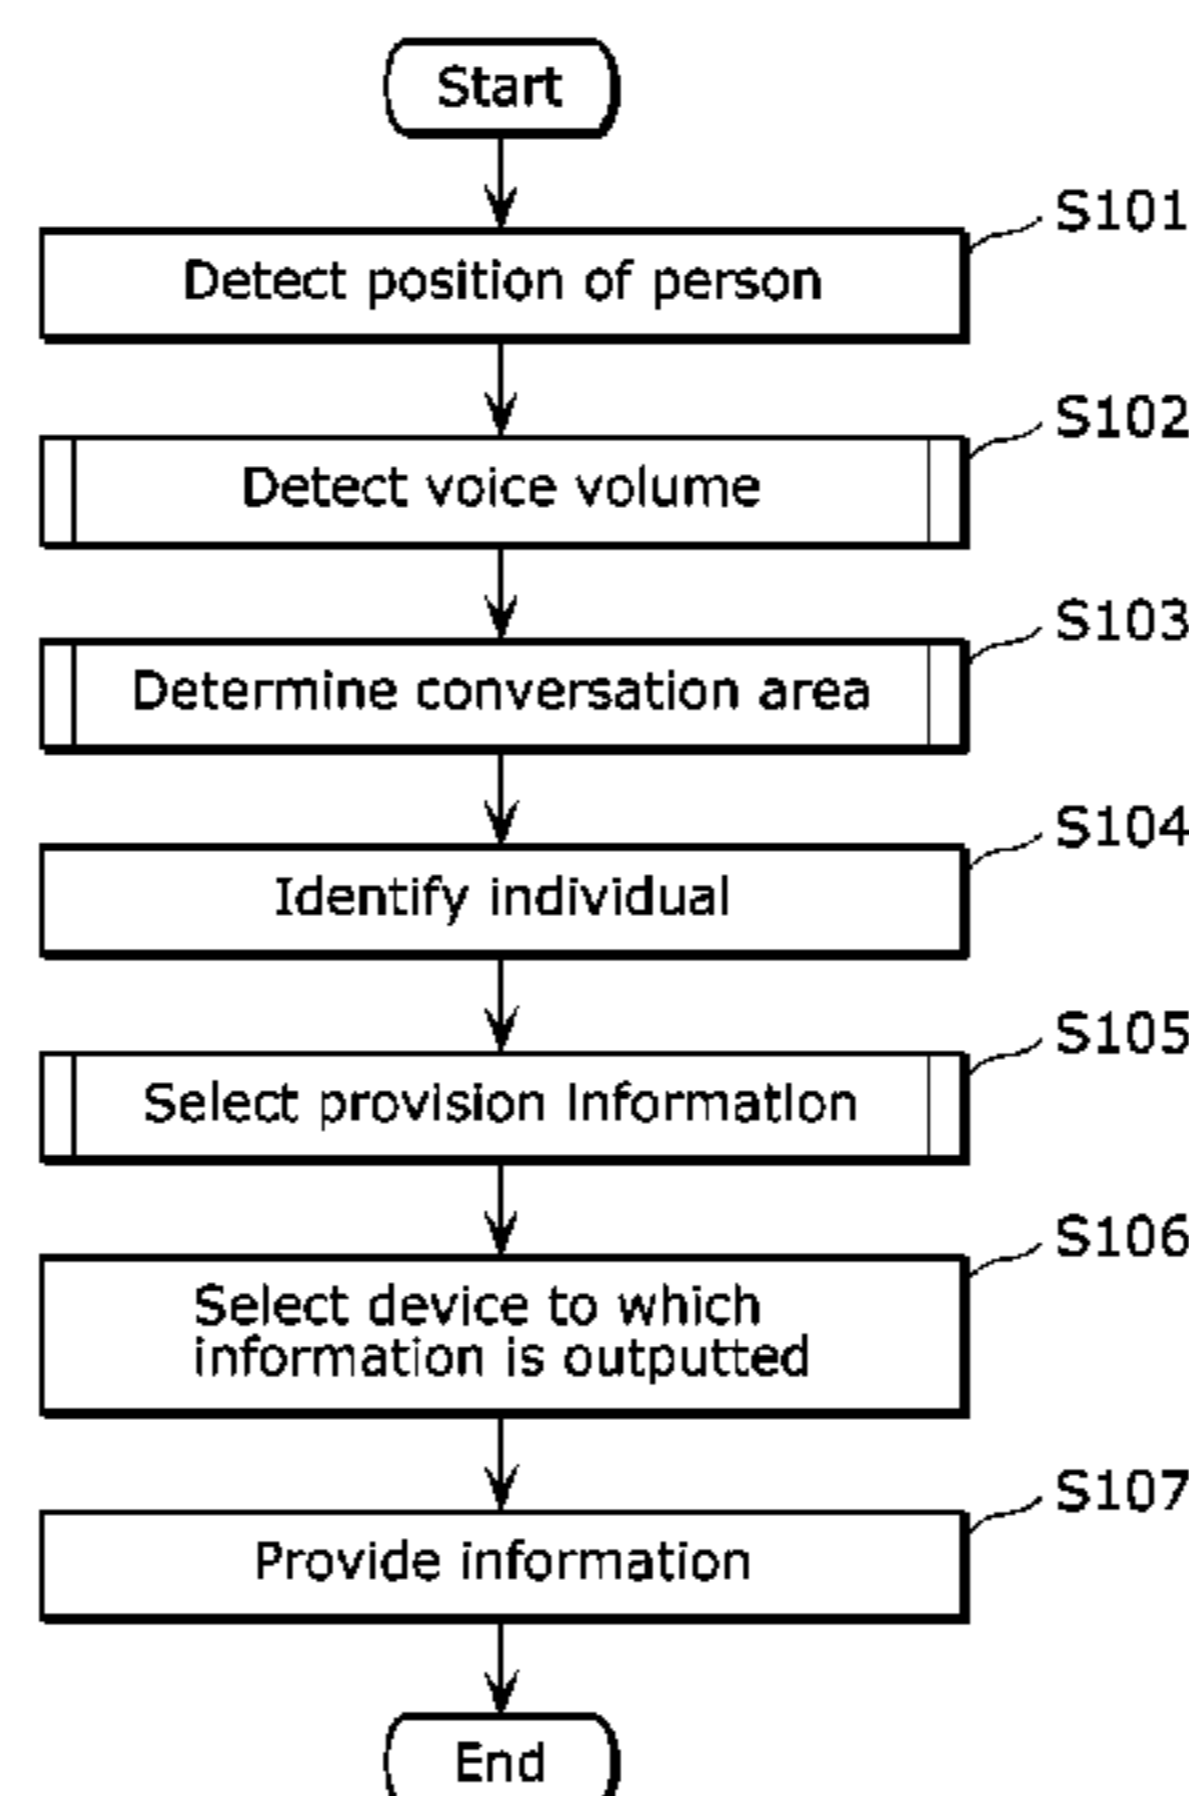 Start
S101
Detect position of person
S102
Detect voice volume
S103
Determine conversation area
S104
Identify individual
S105
Select provision information
S106
Select device to which
information is outputted
S107
Provide information
End